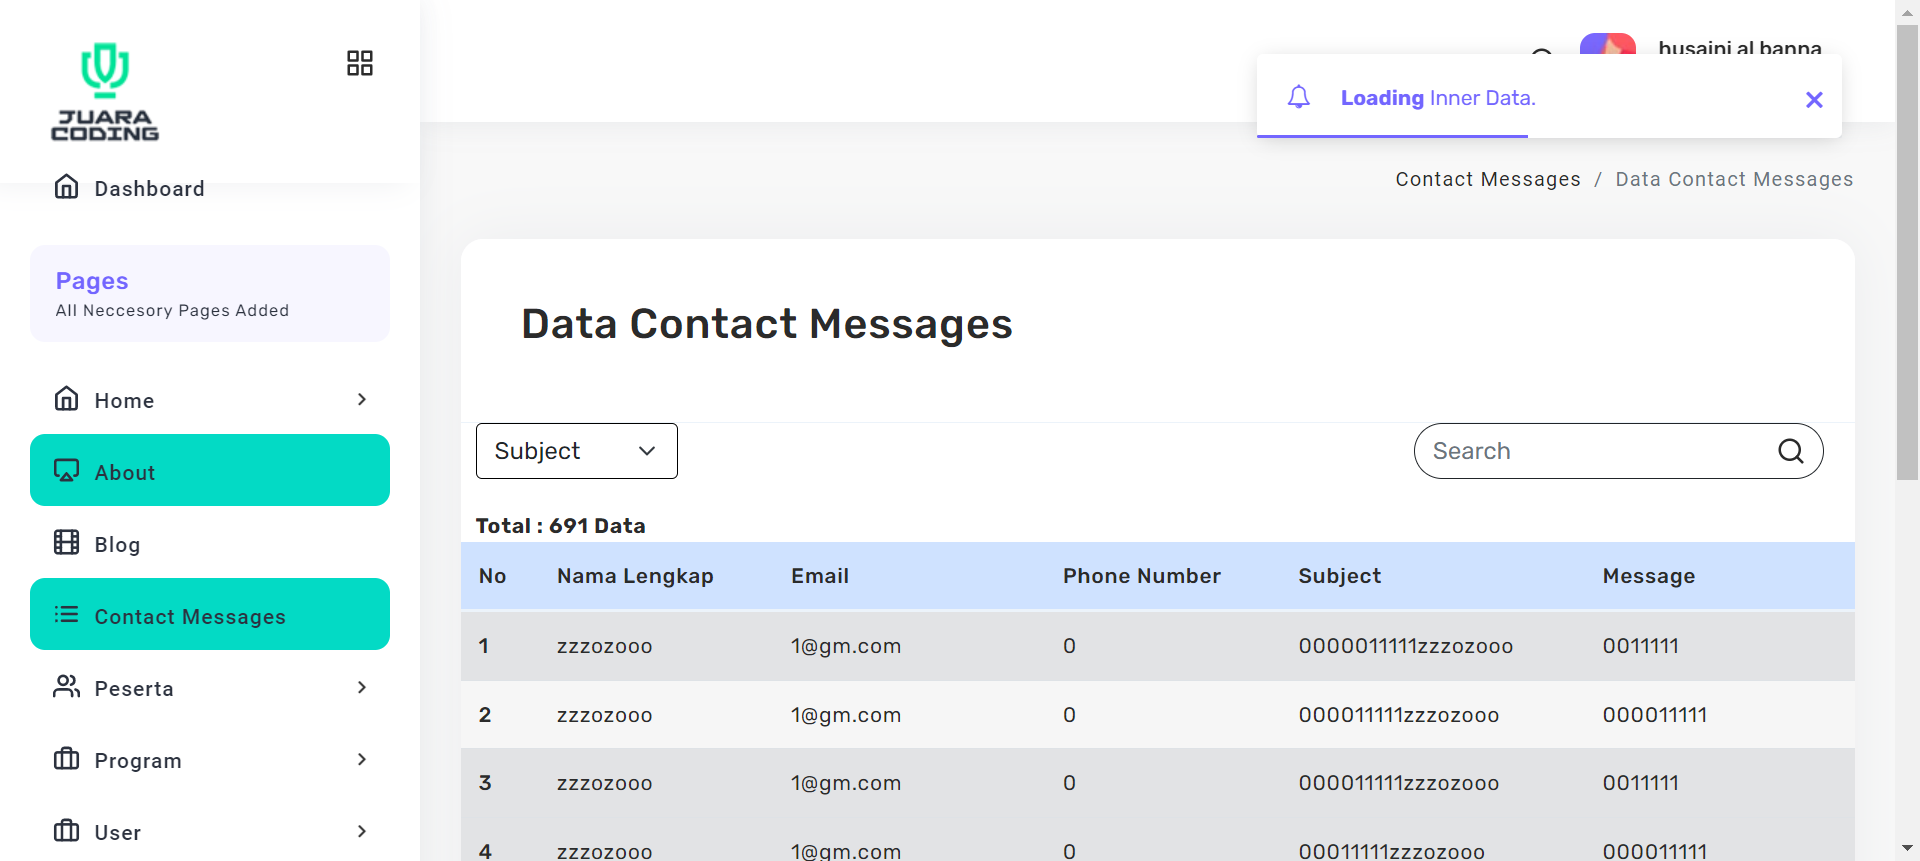 JUARA
CODING
Dashboard
Pages
All Neccesory Pages Added
Home
About
Blog
Contact Messages
Peserta
Program
User
husaini al banna
Loading Inner Data.
Contact Messages / Data Contact Messages
Data Contact Messages
Subject
Search
Total : 691 Data
No Nama Lengkap Email Phone Number Subject Message
1 zzzozooo 1@gm.com 0 0000011111zzzozooo 0011111
2 zzzozooo 1@gm.com 0 000011111zzzozooo 000011111
3 zzzozooo 1@gm.com 0 000011111zzzozooo 0011111
4 zzzozooo 1@gm.com 0 00011111zzzozooo 000011111